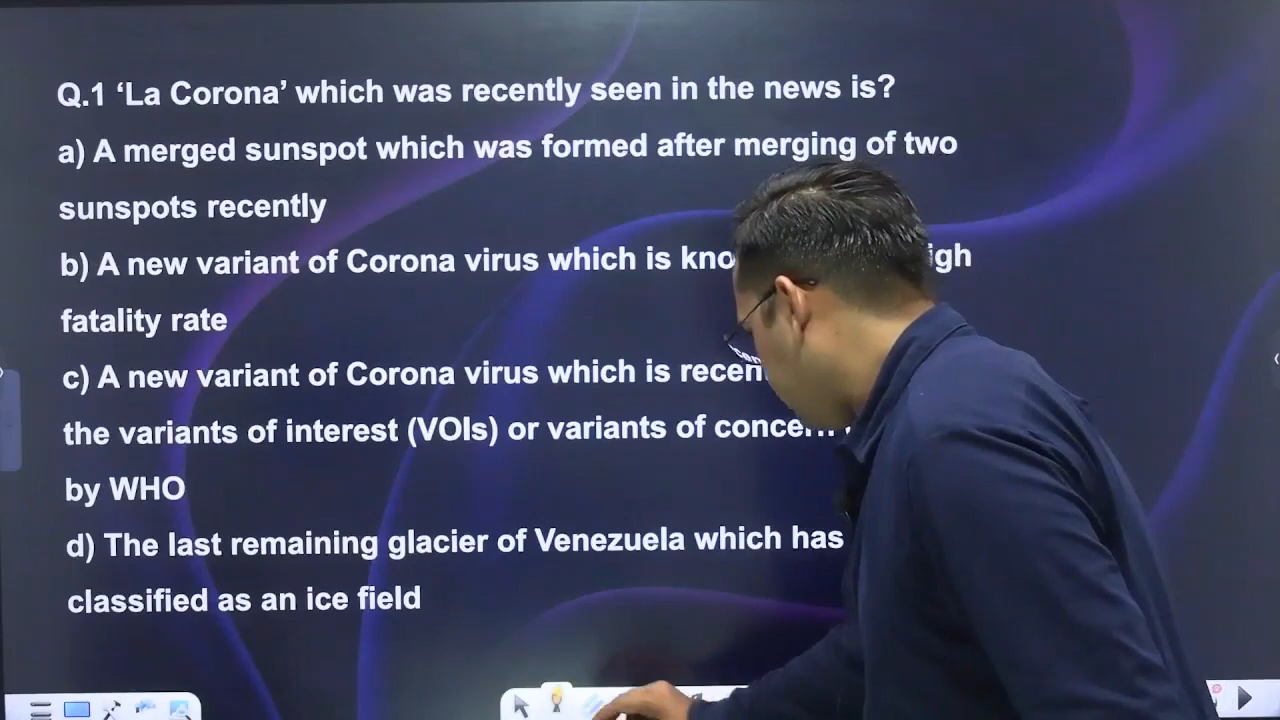 Q.1 ‘La Corona’ which was recently seen in the news is?
a) A merged sunspot which was formed after merging of two
sunspots recently
b) A new variant of Corona virus which is
fatality rate
c) A new variant of Corona virus which is
the variants of interest (VOIs) or variants of
by WHO
d) The last remaining glacier of Venezuela which has
classified as an ice field